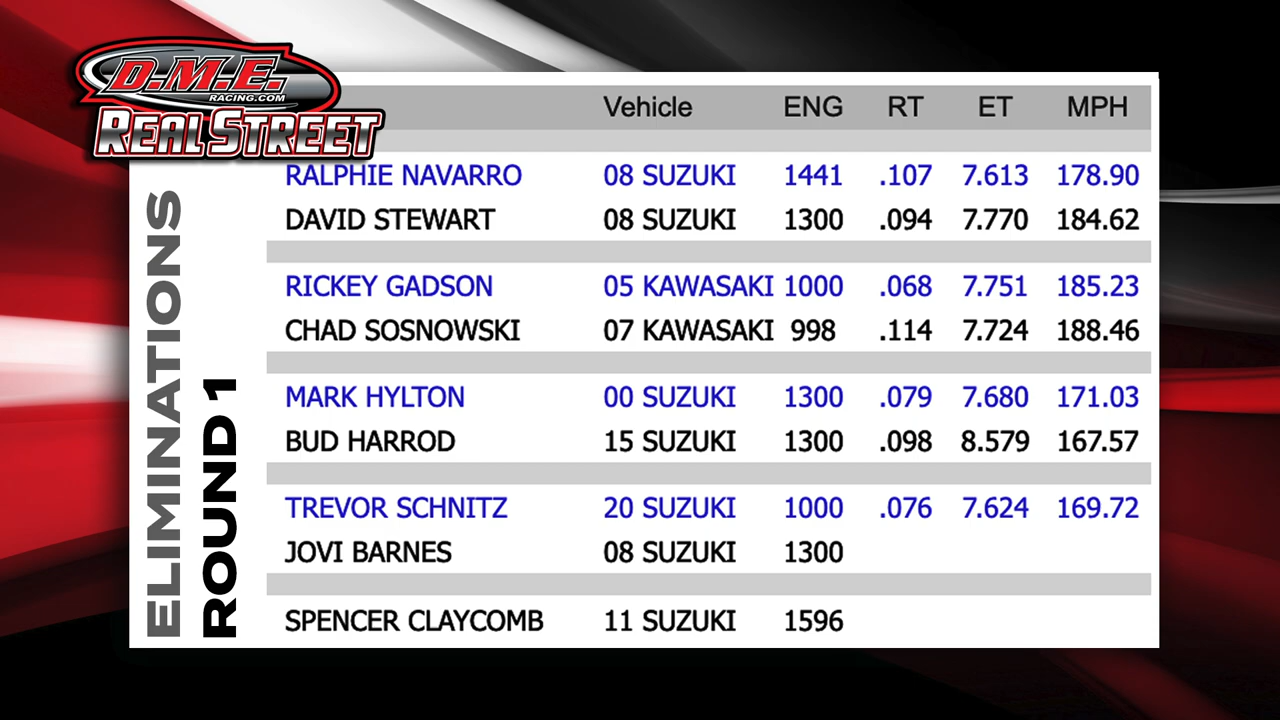 D.M.E.
RACING.COM
REAL STREET
ELIMINATIONS
ROUND 1
Vehicle ENG RT ET MPH
RALPHIE NAVARRO 08 SUZUKI 1441 .107 7.613 178.90
DAVID STEWART 08 SUZUKI 1300 .094 7.770 184.62
RICKEY GADSON 05 KAWASAKI 1000 .068 7.751 185.23
CHAD SOSNOWSKI 07 KAWASAKI 998 .114 7.724 188.46
MARK HYLTON 00 SUZUKI 1300 .079 7.680 171.03
BUD HARROD 15 SUZUKI 1300 .098 8.579 167.57
TREVOR SCHNITZ 20 SUZUKI 1000 .076 7.624 169.72
JOVI BARNES 08 SUZUKI 1300
SPENCER CLAYCOMB 11 SUZUKI 1596